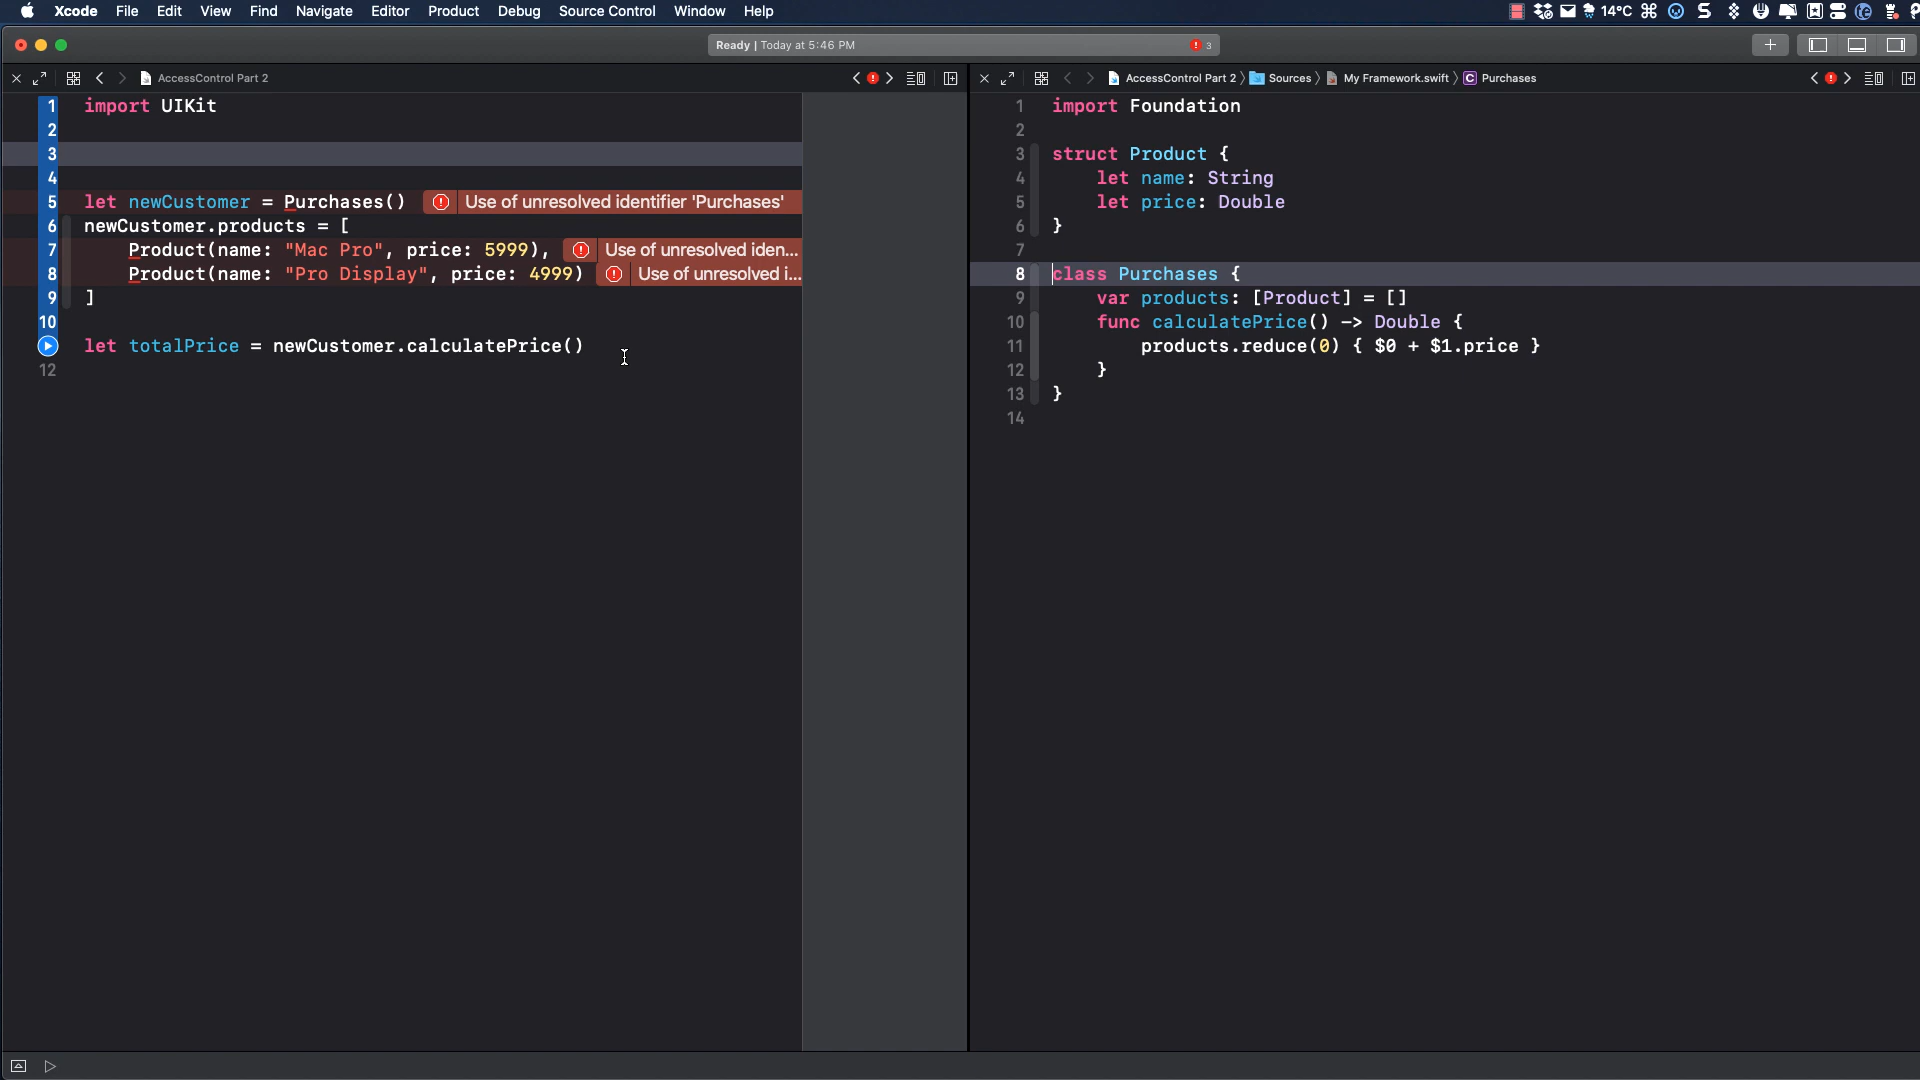 Xcode File Edit View Find Navigate Editor Product Debug Source Control Window Help
14°C
Ready | Today at 5:46 PM
3
AccessControl Part 2
1 import UIKit
2
3
4
5 let newCustomer = Purchases() Use of unresolved identifier 'Purchases'
6 newCustomer.products = [
7 Product(name: "Mac Pro", price: 5999), Use of unresolved iden...
8 Product(name: "Pro Display", price: 4999) Use of unresolved i...
9 ]
10
let totalPrice = newCustomer.calculatePrice()
12
AccessControl Part 2 Sources My Framework.swift C Purchases
1 import Foundation
2
3 struct Product {
4 let name: String
5 let price: Double
6 }
7
8 class Purchases {
9 var products: [Product] = []
10 func calculatePrice() -> Double {
11 products.reduce(0) { $0 + $1.price }
12 }
13 }
14